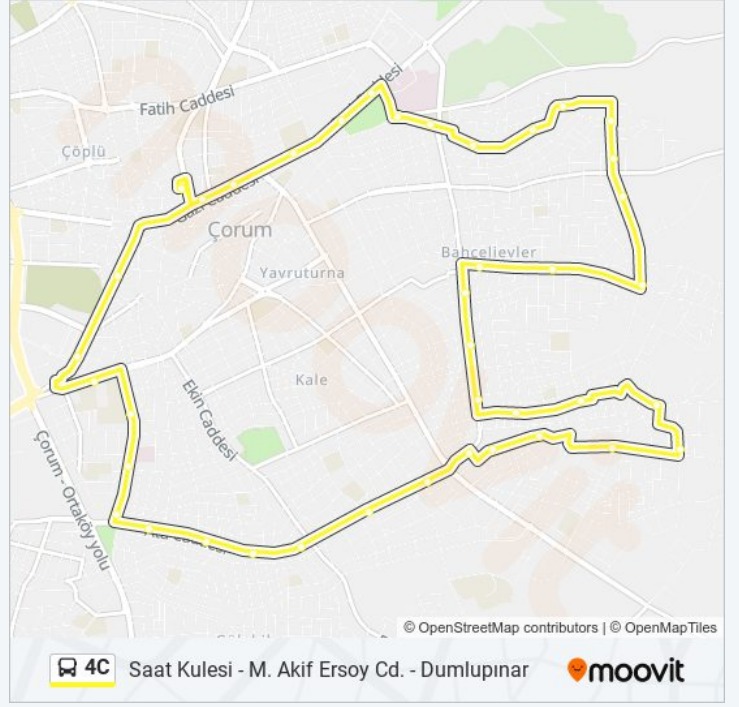 Fatih Caddesi
Çöplü
Çorum
Bahçelievler
Yavruturna
Kale
Ekin Caddesi
Çorum - Ortaköy yolu
© OpenStreetMap contributors | © OpenMapTiles
4C Saat Kulesi - M. Akif Ersoy Cd. - Dumlupınar
moovit